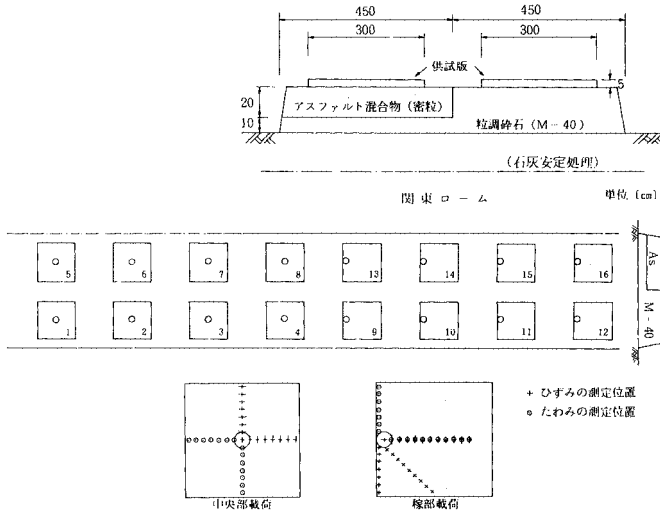 450
450
300
300
供試版
5
20
アスファルト混合物(密粒)
10
粒調砕石(M-40)
(石灰安定処理)
関東ローム
単位〔cm〕
5
6
7
8
13
14
15
16
As
1
2
3
4
9
10
11
12
M-40
+ ひずみの測定位置
◎ たわみの測定位置
中央部載荷
縁部載荷